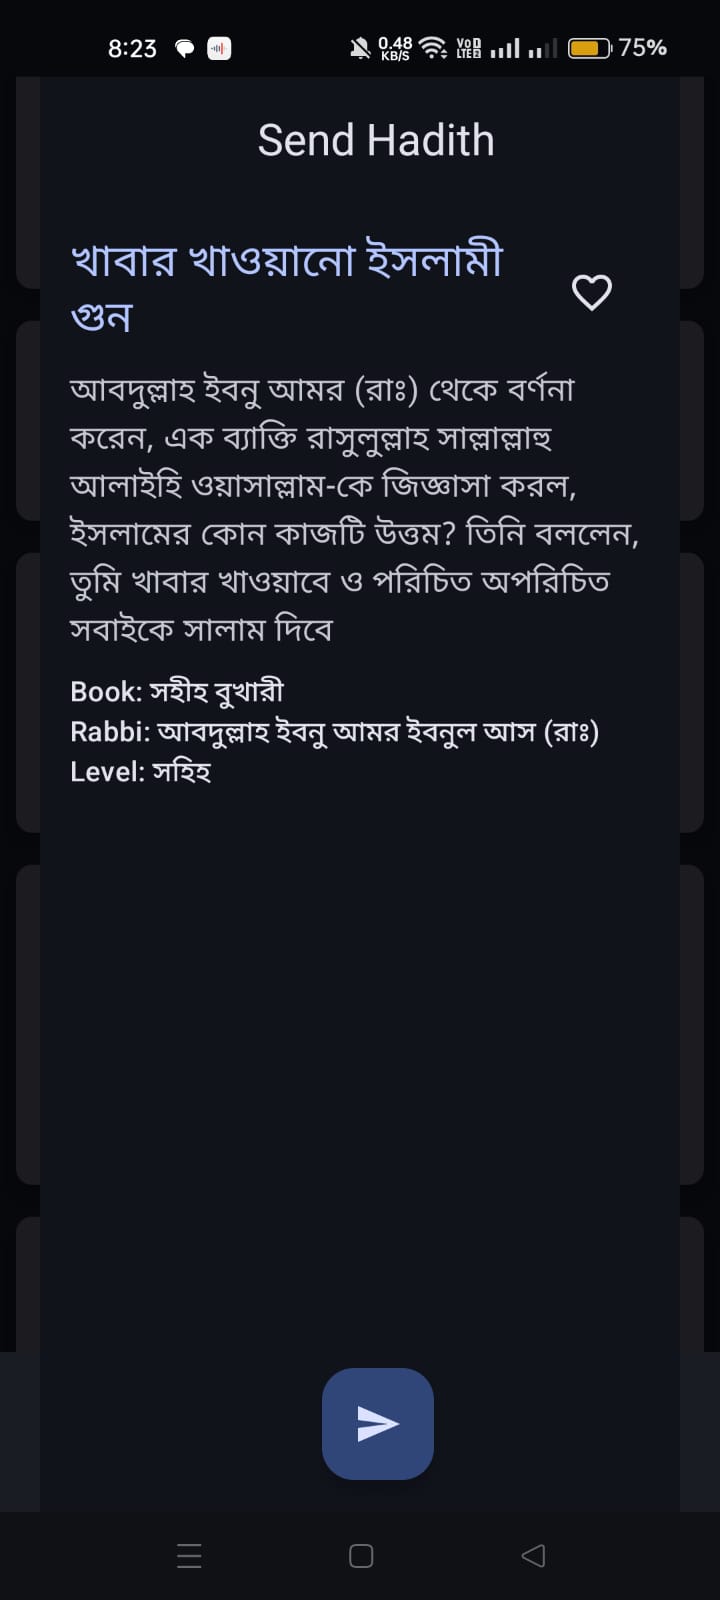 8:23
0.48 KB/S
VoD LTE2
75%
Send Hadith
খাবার খাওয়ানো ইসলামী
গুন
আবদুল্লাহ ইবনু আমর (রাঃ) থেকে বর্ণনা
করেন, এক ব্যাক্তি রাসুলুল্লাহ সাল্লাল্লাহু
আলাইহি ওয়াসাল্লাম-কে জিজ্ঞাসা করল,
ইসলামের কোন কাজটি উত্তম? তিনি বললেন,
তুমি খাবার খাওয়াবে ও পরিচিত অপরিচিত
সবাইকে সালাম দিবে
Book: সহীহ বুখারী
Rabbi: আবদুল্লাহ ইবনু আমর ইবনুল আস (রাঃ)
Level: সহিহ